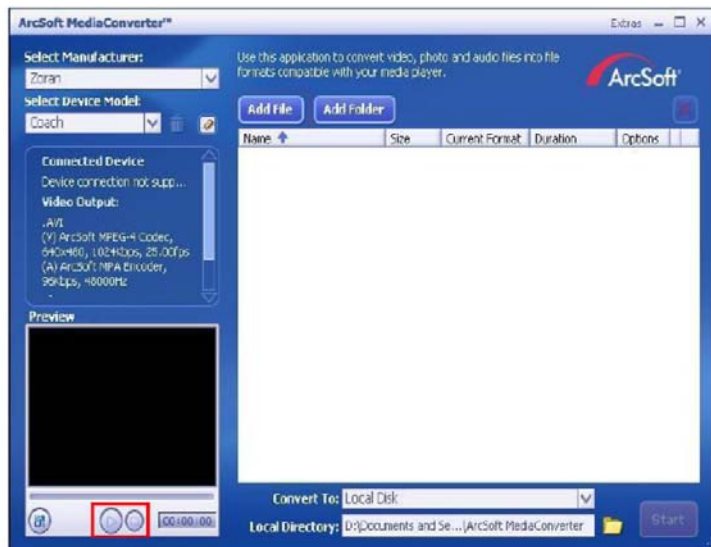 ArcSoft MediaConverter™
Extras
Select Manufacturer:
Zoran
Select Device Model:
Coach
Use this application to convert video, photo and audio files into file
formats compatible with your media player.
ArcSoft
Add File
Add Folder
Name
Size
Current Format
Duration
Options
Connected Device
Device connection not supp...
Video Output:
.AVI
(V) ArcSoft MPEG-4 Codec,
640x480, 1024kbps, 25.00fps
(A) ArcSoft MPA Encoder,
96kbps, 48000Hz
Preview
00:00:00
Convert To:
Local Disk
Local Directory:
D:\Documents and Se...\ArcSoft MediaConverter
Start